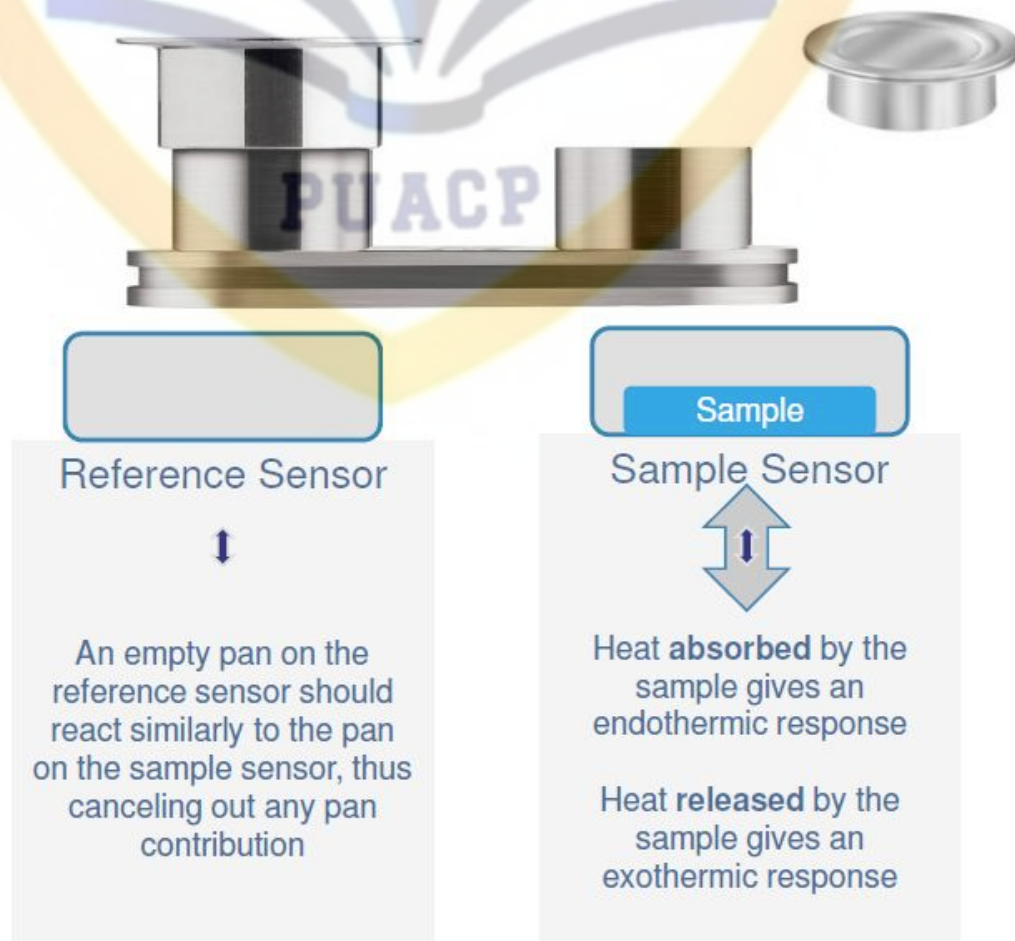 PUACP
Sample
Reference Sensor
An empty pan on the
reference sensor should
react similarly to the pan
on the sample sensor, thus
canceling out any pan
contribution
Sample Sensor
Heat absorbed by the
sample gives an
endothermic response
Heat released by the
sample gives an
exothermic response